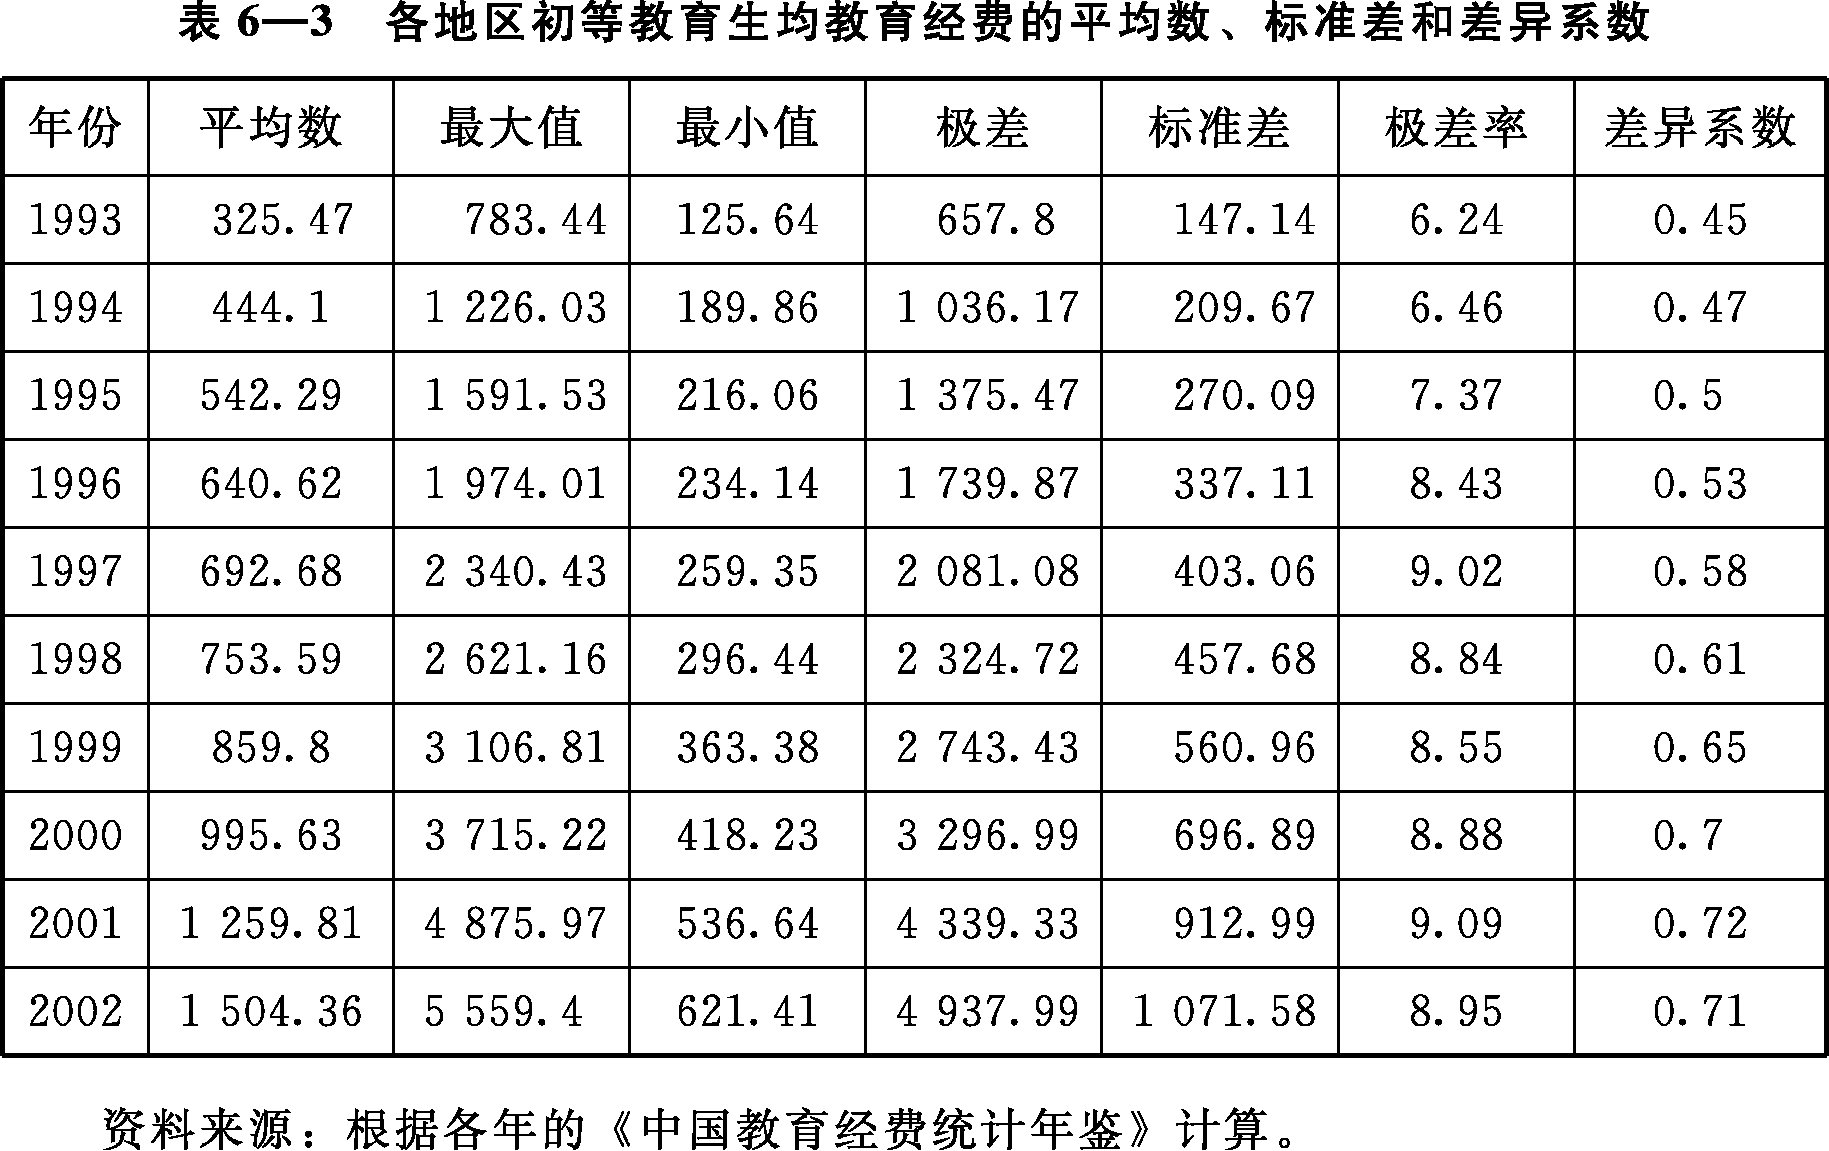 表 6—3 各地区初等教育生均教育经费的平均数、标准差和差异系数
年份 平均数 最大值 最小值 极差 标准差 极差率 差异系数
1993 325.47 783.44 125.64 657.8 147.14 6.24 0.45
1994 444.1 1 226.03 189.86 1 036.17 209.67 6.46 0.47
1995 542.29 1 591.53 216.06 1 375.47 270.09 7.37 0.5
1996 640.62 1 974.01 234.14 1 739.87 337.11 8.43 0.53
1997 692.68 2 340.43 259.35 2 081.08 403.06 9.02 0.58
1998 753.59 2 621.16 296.44 2 324.72 457.68 8.84 0.61
1999 859.8 3 106.81 363.38 2 743.43 560.96 8.55 0.65
2000 995.63 3 715.22 418.23 3 296.99 696.89 8.88 0.7
2001 1 259.81 4 875.97 536.64 4 339.33 912.99 9.09 0.72
2002 1 504.36 5 559.4 621.41 4 937.99 1 071.58 8.95 0.71
资料来源：根据各年的《中国教育经费统计年鉴》计算。